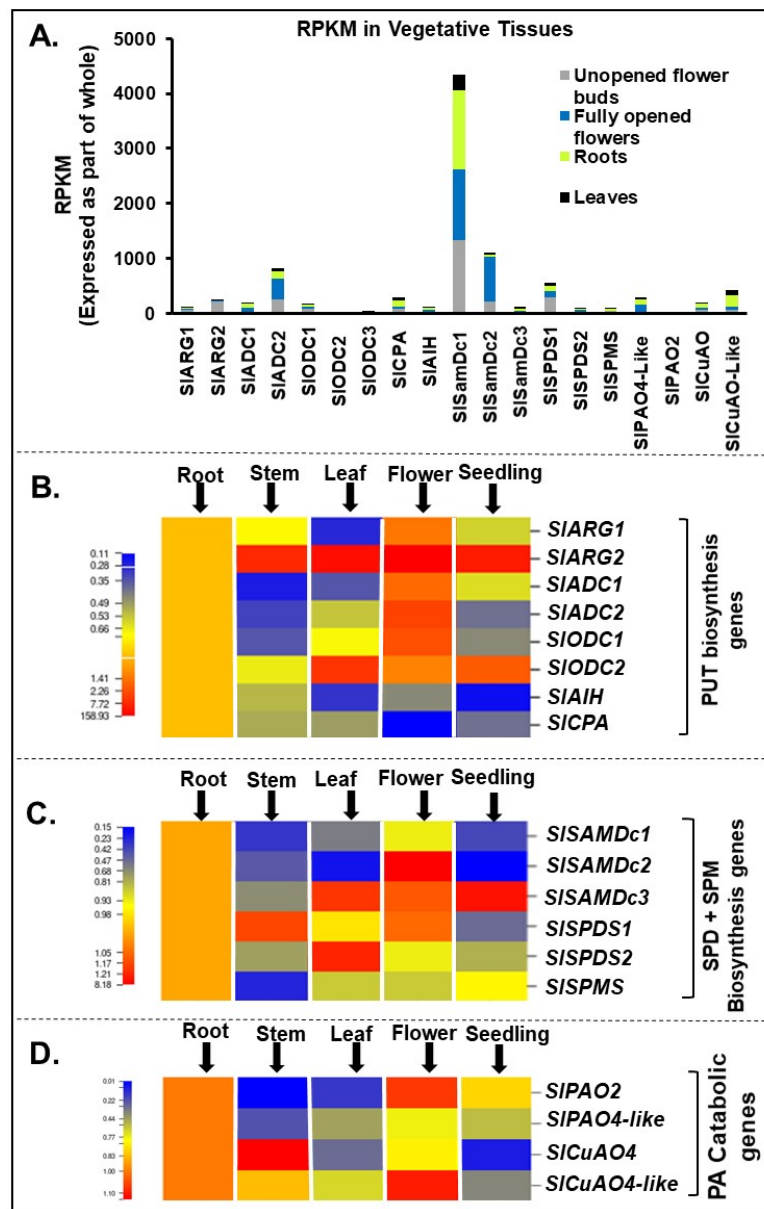 A.
RPKM in Vegetative Tissues
RPKM
(Expressed as part of whole)
5000
4000
3000
2000
1000
0
Unopened flower
buds
Fully opened
flowers
Roots
Leaves
SlARG1
SlARG2
SlADC1
SlADC2
SlODC1
SlODC2
SlODC3
SlCPA
SlAIH
SlSamDc1
SlSamDc2
SlSamDc3
SlSPDS1
SlSPDS2
SlSPMS
SlPAO4-Like
SlPAO2
SlCuAO
SlCuAO-Like
B.
Root Stem Leaf Flower Seedling
0.11
0.28
0.35
0.49
0.53
0.66
1.41
2.26
7.72
158.93
SlARG1
SlARG2
SlADC1
SlADC2
SlODC1
SlODC2
SlAIH
SlCPA
PUT biosynthesis
genes
C.
Root Stem Leaf Flower Seedling
0.15
0.23
0.42
0.47
0.68
0.81
0.93
0.98
1.05
1.17
1.21
8.18
SlSAMDc1
SlSAMDc2
SlSAMDc3
SlSPDS1
SlSPDS2
SlSPMS
SPD + SPM
Biosynthesis genes
D.
Root Stem Leaf Flower Seedling
0.01
0.22
0.44
0.77
0.83
1.00
1.10
SlPAO2
SlPAO4-like
SlCuAO4
SlCuAO4-like
PA Catabolic
genes